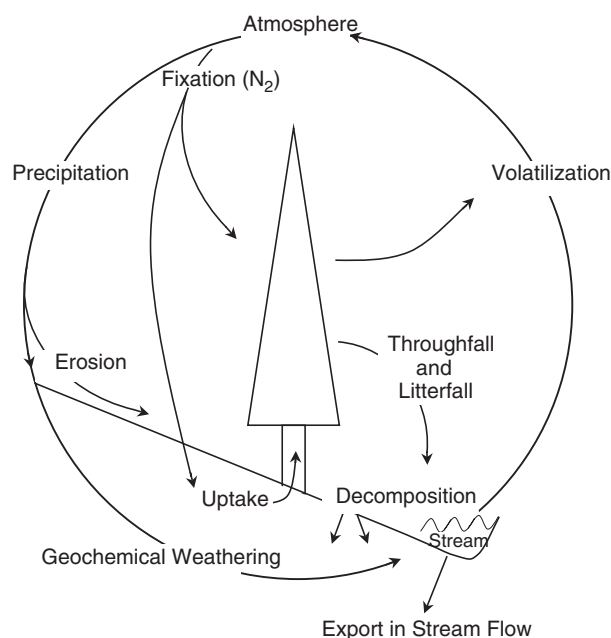 Atmosphere
Fixation (N₂)
Precipitation
Volatilization
Erosion
Throughfall
and
Litterfall
Uptake
Decomposition
Stream
Geochemical Weathering
Export in Stream Flow